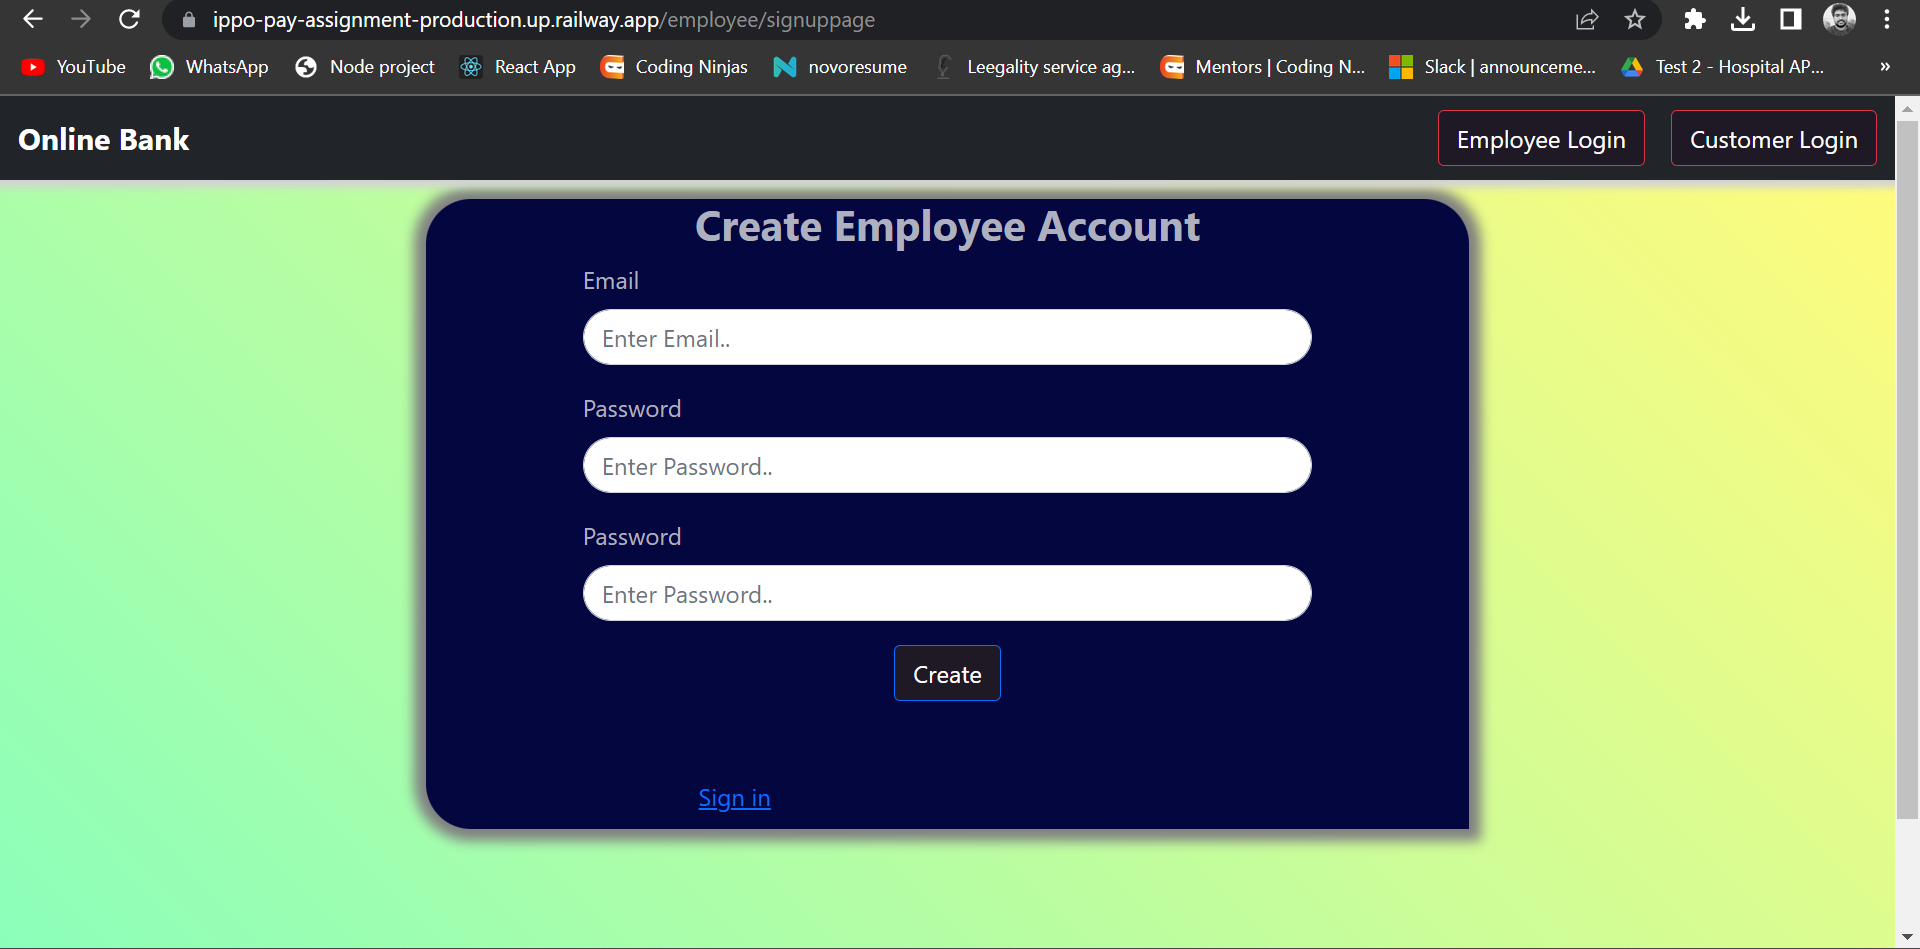 ippo-pay-assignment-production.up.railway.app/employee/signuppage
YouTube WhatsApp Node project React App Coding Ninjas novoresume Leegality service ag... Mentors | Coding N... Slack | announceme... Test 2 - Hospital AP... »
Online Bank Employee Login Customer Login
Create Employee Account
Email
Enter Email..
Password
Enter Password..
Password
Enter Password..
Create
Sign in